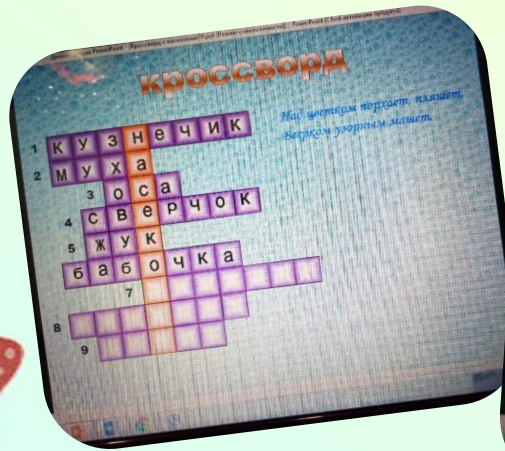 кроссворд
Над цветком порхает, пляшет,
Веерком узорным машет.
1 кузнечик
2 муха
3 оса
4 сверчок
5 жук
бабочка
7
8
9